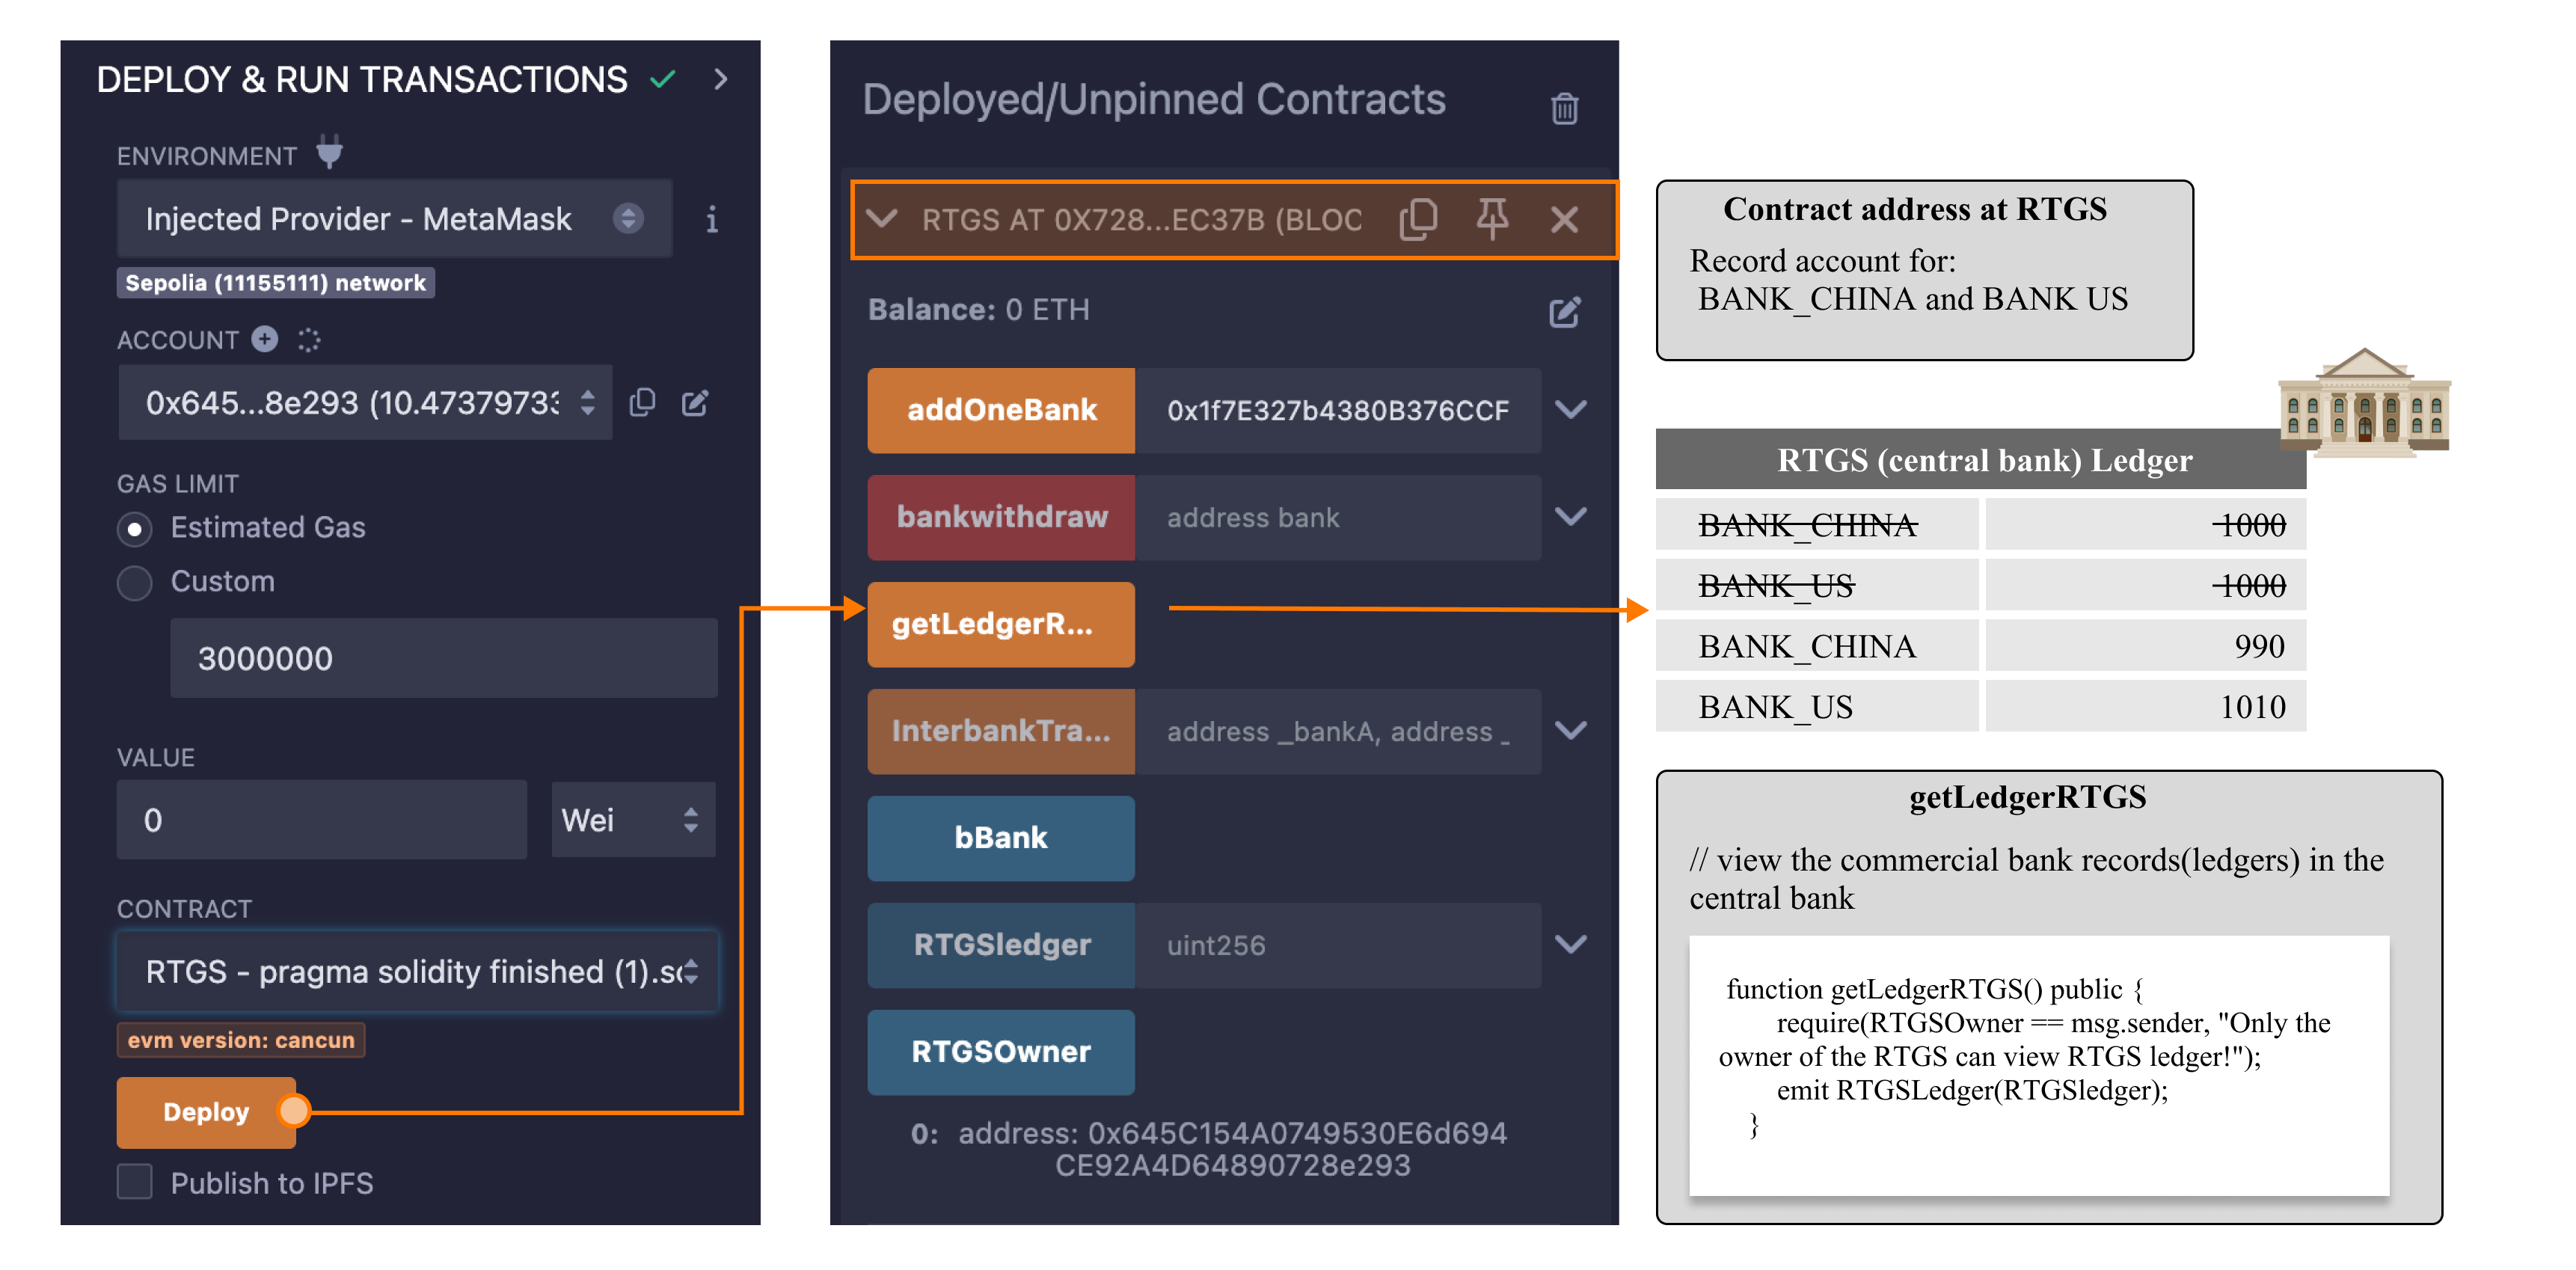 DEPLOY & RUN TRANSACTIONS
ENVIRONMENT
Injected Provider - MetaMask
Sepolia (11155111) network
ACCOUNT
0x645...8e293 (10.4737973
GAS LIMIT
Estimated Gas
Custom
3000000
VALUE
0
Wei
CONTRACT
RTGS - pragma solidity finished (1).so
evm version: cancun
Deploy
Publish to IPFS
Deployed/Unpinned Contracts
RTGS AT 0X728...EC37B (BLOC
Balance: 0 ETH
addOneBank
0x1f7E327b4380B376CCF
bankwithdraw
address bank
getLedgerR...
InterbankTra...
address _bankA, address _
bBank
RTGSledger
uint256
RTGSOwner
0: address: 0x645C154A0749530E6d694
CE92A4D64890728e293
Contract address at RTGS
Record account for:
BANK_CHINA and BANK US
RTGS (central bank) Ledger
BANK_CHINA 1000
BANK_US 1000
BANK_CHINA 990
BANK_US 1010
getLedgerRTGS
// view the commercial bank records(ledgers) in the
central bank
function getLedgerRTGS() public {
require(RTGSOwner == msg.sender, "Only the
owner of the RTGS can view RTGS ledger!");
emit RTGSLedger(RTGSledger);
}